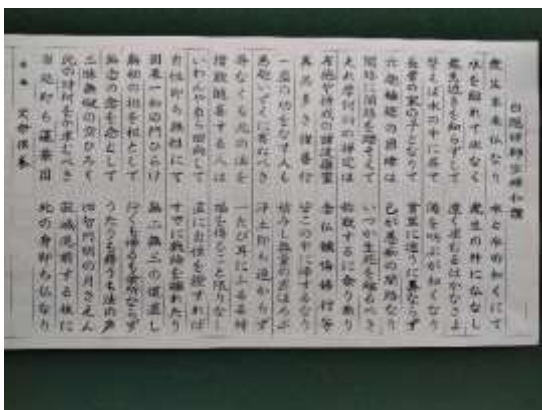 白隠禅師坐禅和讃
衆生本来仏なり　水と氷の如くにて
水を離れて氷なく　衆生の外に仏なし
衆生近きを知らずして　遠く求むるはかなさよ
譬えば水の中に居て　渇を叫ぶが如くなり
長者の家の子となりて　貧里に迷うに異ならず
六趣輪廻の因縁は　己が愚痴の闇路なり
闇路に闇路を踏そえて　いつか生死を離るべき
夫れ摩訶衍の禅定は　称歎するに余りあり
布施や持戒の諸波羅蜜　念仏懺悔修行等
其品多き諸善行　皆この中に帰するなり
一座の功をなす人も　積みし無量の罪ほろぶ
悪趣いずくに有りぬべき　浄土即ち遠からず
辱なくも此の法を　一たび耳にふるる時
讃歎随喜する人は　福を得ること限りなし
いわんや自ら回向して　直に自性を証すれば
自性即ち無性にて　すでに戯論を離れたり
因果一如の門ひらけ　無二無三の道直し
無相の相を相として　行くも帰るも余所ならず
無念の念を念として　うたうも舞うも法の声
三昧無礙の空ひろく　四智円明の月さえん
此の時何をか求むべき　寂滅現前する故に
当処即ち蓮華国　此の身即ち仏なり